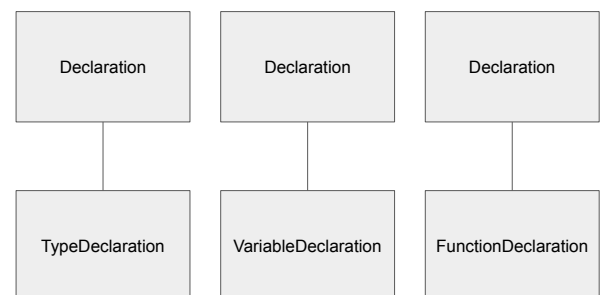 Declaration
Declaration
Declaration
TypeDeclaration
VariableDeclaration
FunctionDeclaration